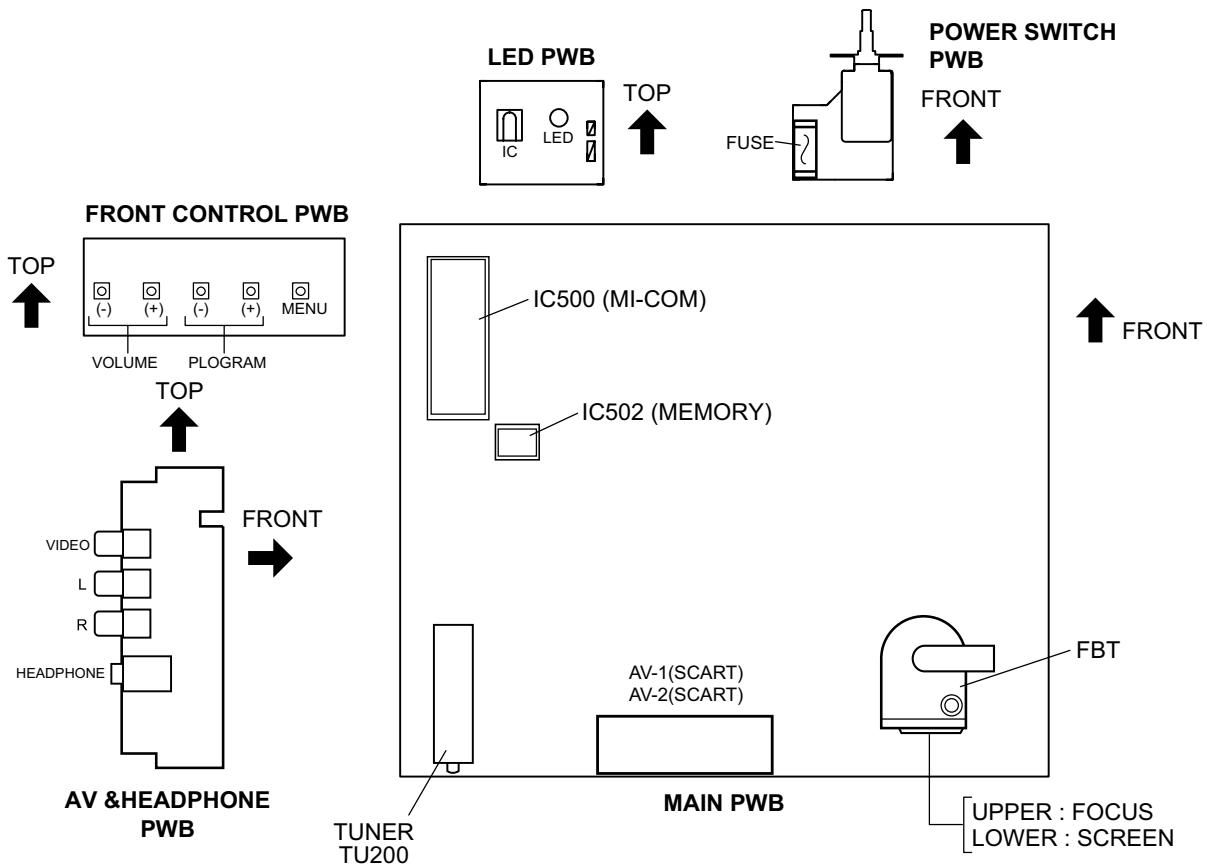 LED PWB
TOP
IC
LED
POWER SWITCH
PWB
FRONT
FUSE
FRONT CONTROL PWB
TOP
(-)
(+)
(-)
(+)
MENU
VOLUME
PLOGRAM
IC500 (MI-COM)
IC502 (MEMORY)
FRONT
TOP
FRONT
VIDEO
L
R
HEADPHONE
AV &HEADPHONE
PWB
TUNER
TU200
AV-1(SCART)
AV-2(SCART)
MAIN PWB
FBT
UPPER : FOCUS
LOWER : SCREEN